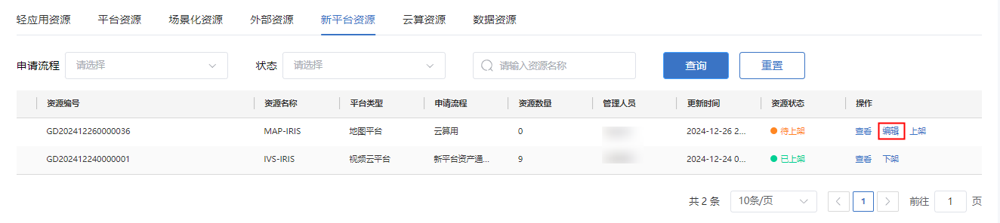 轻应用资源 平台资源 场景化资源 外部资源 新平台资源 云算资源 数据资源
申请流程 请选择 状态 请选择 请输入资源名称 查询 重置
资源编号 资源名称 平台类型 申请流程 资源数量 管理人员 更新时间 资源状态 操作
GD202412260000036 MAP-IRIS 地图平台 云算用 0 2024-12-26 2... 待上架 查看 编辑 上架
GD202412240000001 IVS-IRIS 视频云平台 新平台资产通... 9 2024-12-24 0... 已上架 查看 下架
共 2 条 10条/页 1 前往 1 页